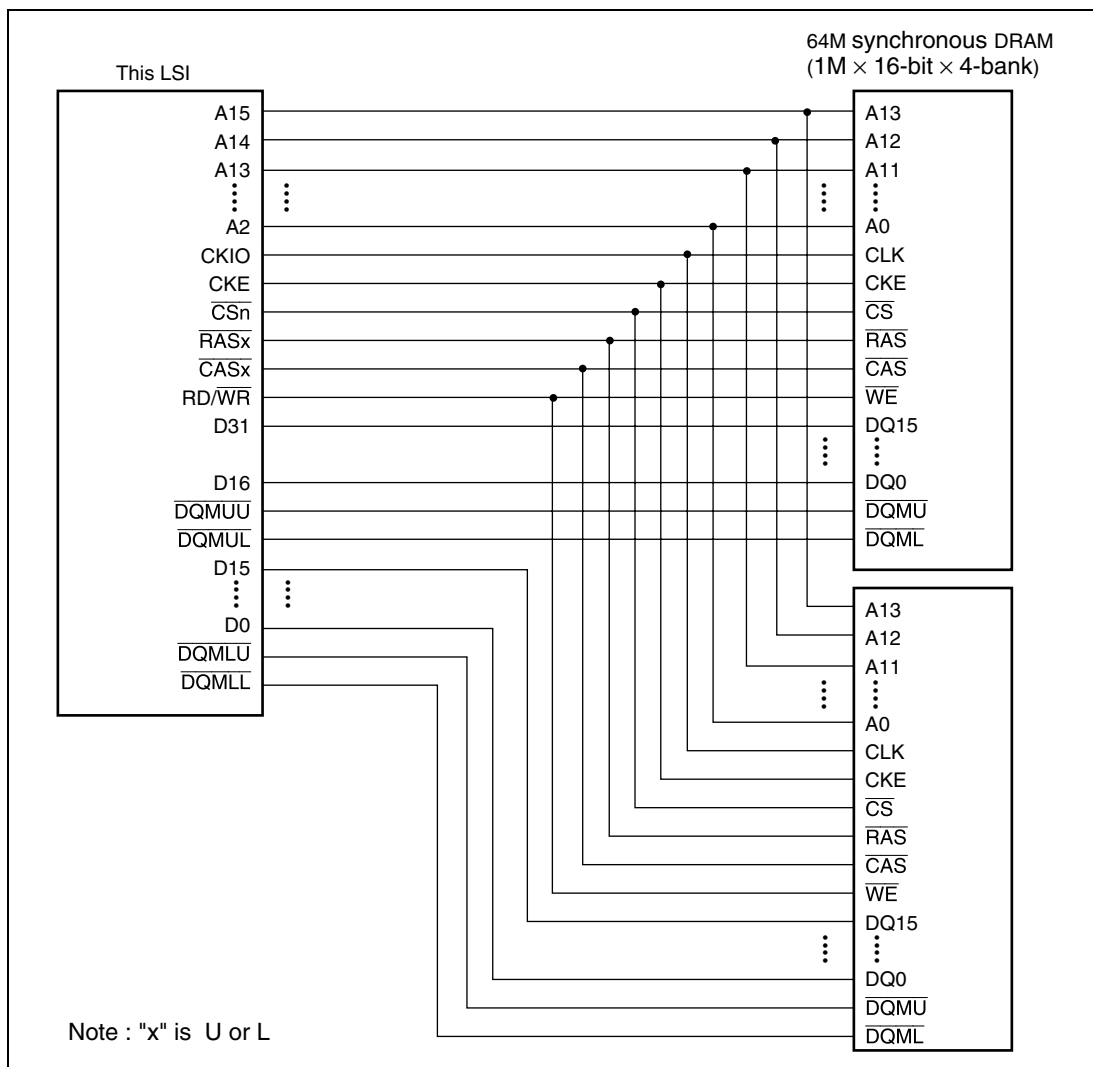 This LSI
A15
A14
A13
A2
CKIO
CKE
CSn
RASx
CASx
RD/WR
D31
D16
DQMUU
DQMUL
D15
D0
DQMLU
DQMLL
64M synchronous DRAM
(1M × 16-bit × 4-bank)
A13
A12
A11
A0
CLK
CKE
CS
RAS
CAS
WE
DQ15
DQ0
DQMU
DQML
A13
A12
A11
A0
CLK
CKE
CS
RAS
CAS
WE
DQ15
DQ0
DQMU
DQML
Note : "x" is U or L